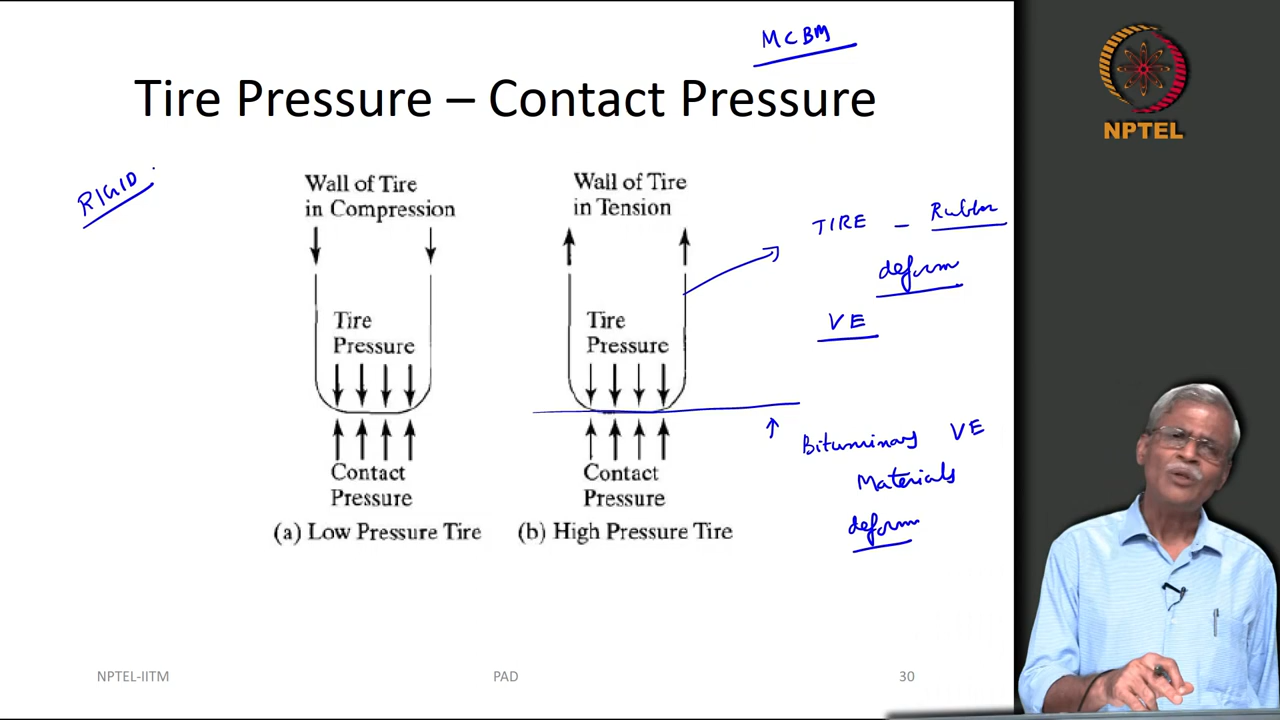 MCBM
Tire Pressure – Contact Pressure
NPTEL
RIGID
Wall of Tire
in Compression
Tire
Pressure
Contact
Pressure
(a) Low Pressure Tire
Wall of Tire
in Tension
Tire
Pressure
Contact
Pressure
(b) High Pressure Tire
TIRE – Rubber
deform
VE
Bituminary VE
Materials
deform
NPTEL-IITM
PAD
30